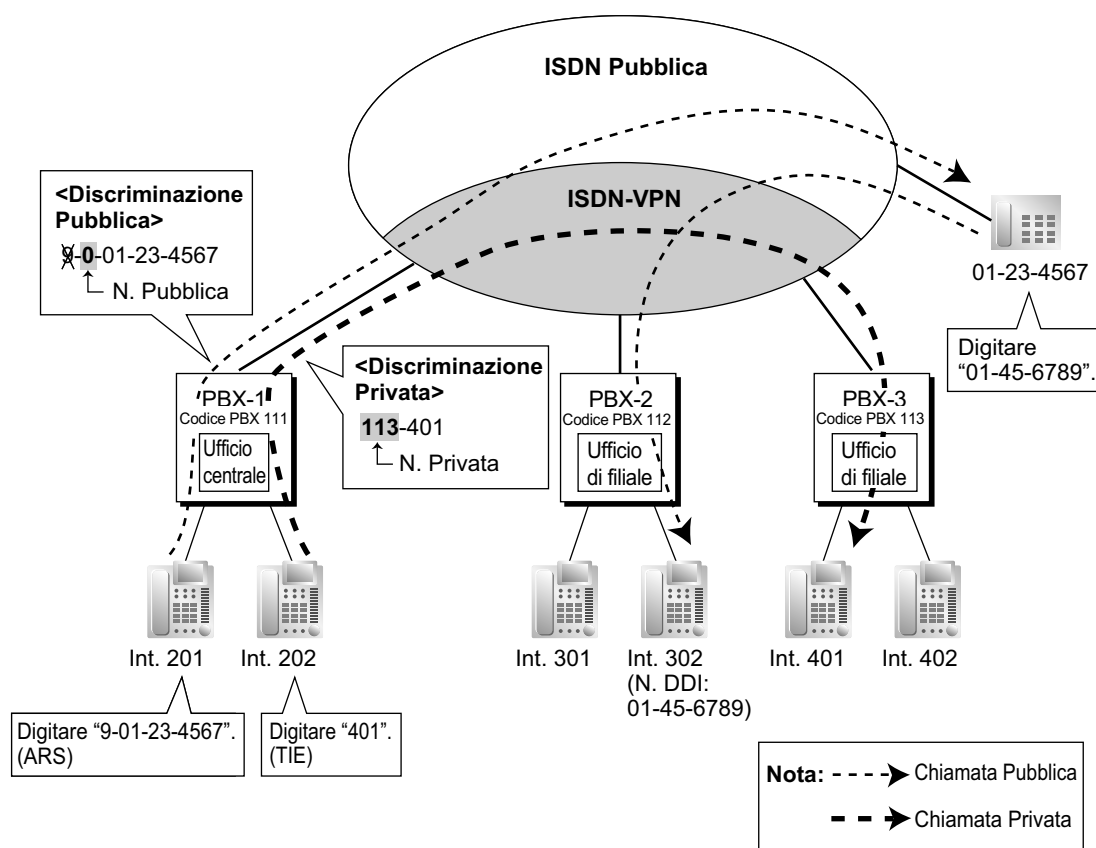 ISDN Pubblica
ISDN-VPN
<Discriminazione
Pubblica>
9-0-01-23-4567
N. Pubblica
01-23-4567
Digitare
“01-45-6789”.
<Discriminazione
Privata>
113-401
N. Privata
PBX-1
Codice PBX 111
Ufficio
centrale
PBX-2
Codice PBX 112
Ufficio
di filiale
PBX-3
Codice PBX 113
Ufficio
di filiale
Int. 201
Int. 202
Int. 301
Int. 302
(N. DDI:
01-45-6789)
Int. 401
Int. 402
Digitare “9-01-23-4567”.
(ARS)
Digitare “401”.
(TIE)
Nota:
Chiamata Pubblica
Chiamata Privata